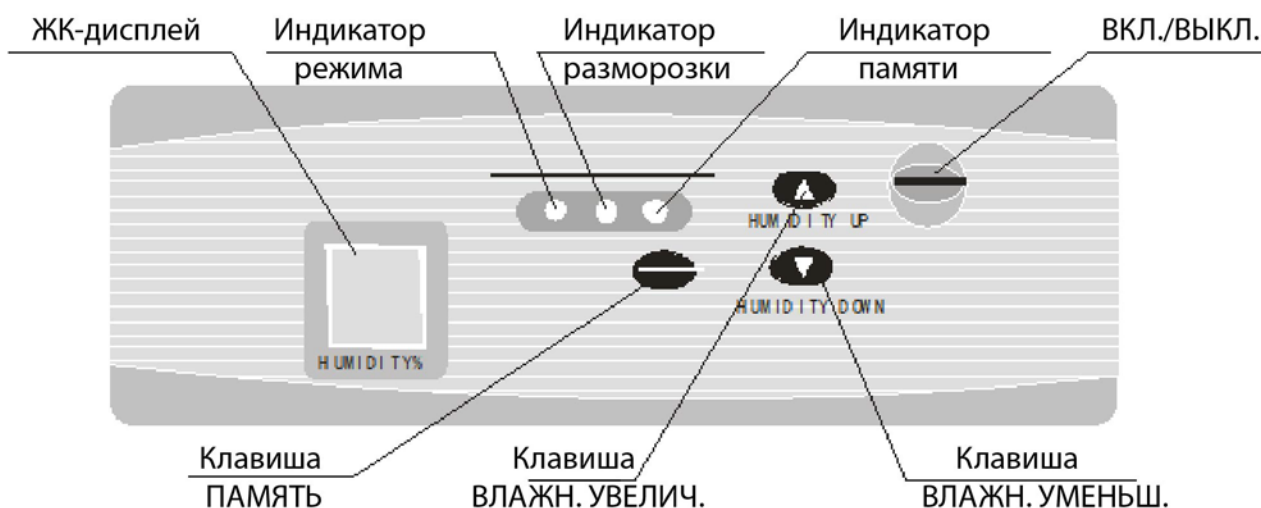 ЖК-дисплей
Индикатор
режима
Индикатор
разморозки
Индикатор
памяти
ВКЛ./ВЫКЛ.
HUMIDITY UP
HUMIDITY DOWN
HUMIDITY%
Клавиша
ПАМЯТЬ
Клавиша
ВЛАЖН. УВЕЛИЧ.
Клавиша
ВЛАЖН. УМЕНЬШ.